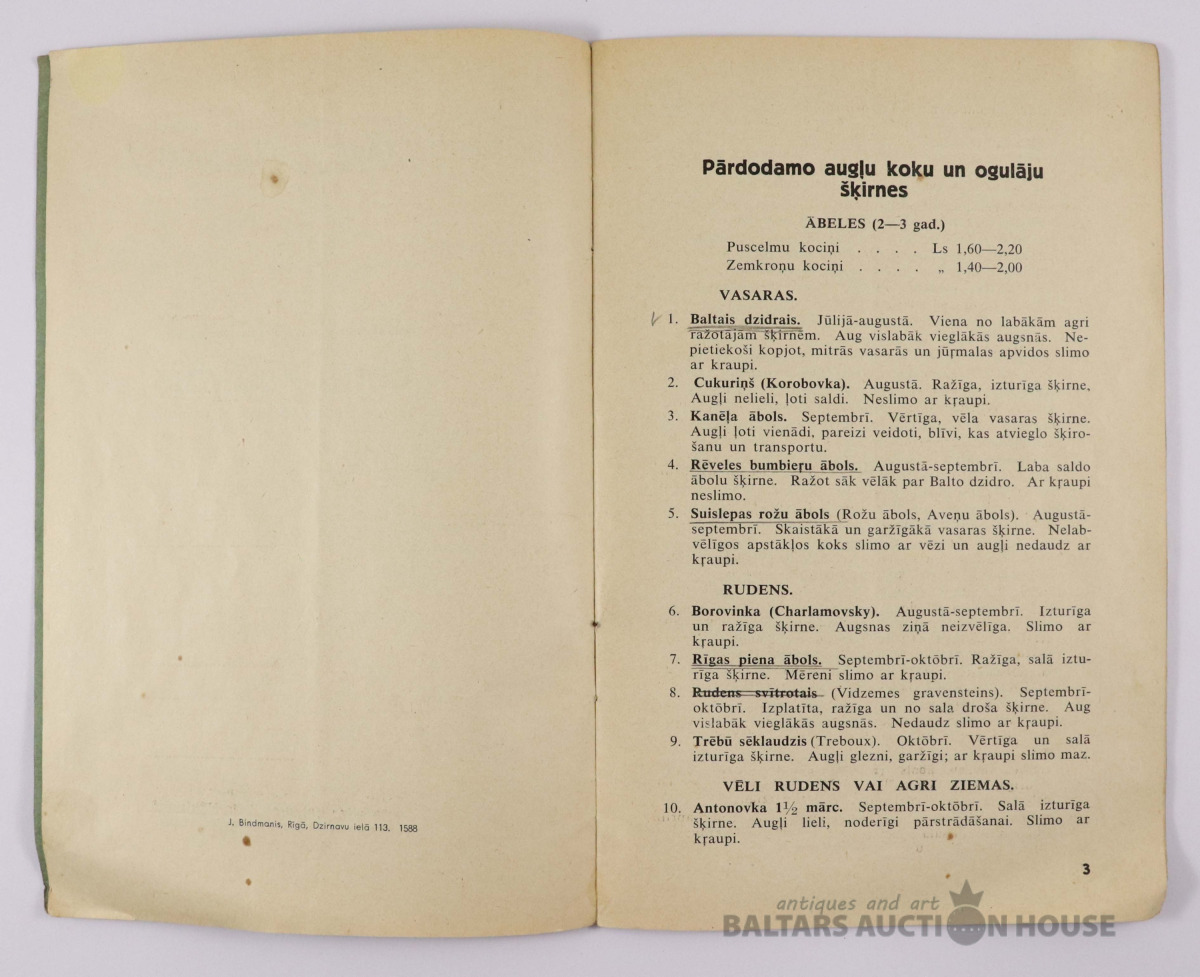 J. Bindmanis, Rīgā, Dzirnavu ielā 113. 1588
Pārdodamo augļu koķu un ogulāju
šķirnes
ĀBELES (2—3 gad.)
Puscelmu kociņi . . . . Ls 1,60—2,20
Zemkroņu kociņi . . . . „ 1,40—2,00
VASARAS.
1. Baltais dzidrais. Jūlijā-augustā. Viena no labākām agri
ražotājām šķirnēm. Aug vislabāk vieglākās augsnās. Ne-
pietiekoši kopjot, mitrās vasarās un jūŗmalas apvidos slimo
ar kraupi.
2. Cukuriņš (Korobovka). Augustā. Ražīga, izturīga šķirne.
Augļi nelieli, ļoti saldi. Neslimo ar kŗaupi.
3. Kanēļa ābols. Septembrī. Vērtīga, vēla vasaras šķirne.
Augļi ļoti vienādi, pareizi veidoti, blīvi, kas atvieglo šķiro-
šanu un transportu.
4. Rēveles bumbieŗu ābols. Augustā-septembrī. Laba saldo
ābolu šķirne. Ražot sāk vēlāk par Balto dzidro. Ar kŗaupi
neslimo.
5. Suislepas rožu ābols (Rožu ābols, Aveņu ābols). Augustā-
septembrī. Skaistākā un garžīgākā vasaras šķirne. Nelab-
vēlīgos apstākļos koks slimo ar vēzi un augļi nedaudz ar
kŗaupi.
RUDENS.
6. Borovinka (Charlamovsky). Augustā-septembrī. Izturīga
un ražīga šķirne. Augsnas ziņā neizvēlīga. Slimo ar
kŗaupi.
7. Rīgas piena ābols. Septembrī-oktōbrī. Ražīga, salā iztu-
rīga šķirne. Mēreni slimo ar kŗaupi.
8. Rudens svītrotais (Vidzemes gravensteins). Septembrī-
oktōbrī. Izplatīta, ražīga un no sala droša šķirne. Aug
vislabāk vieglākās augsnās. Nedaudz slimo ar kŗaupi.
9. Trēbū sēklaudzis (Treboux). Oktōbrī. Vērtīga un salā
izturīga šķirne. Augļi glezni, garžīgi; ar kŗaupi slimo maz.
VĒLI RUDENS VAI AGRI ZIEMAS.
10. Antonovka 1½ mārc. Septembrī-oktōbrī. Salā izturīga
šķirne. Augļi lieli, noderīgi pārstrādāšanai. Slimo ar
kŗaupi.
3
antiques and art
BALTARS AUCTION HOUSE